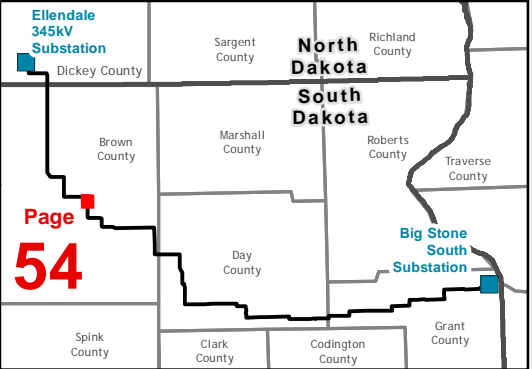 Ellendale
345kV
Substation
Dickey County
Sargent
County
North
Dakota
Richland
County
South
Dakota
Brown
County
Marshall
County
Roberts
County
Traverse
County
Page
54
Big Stone
South
Substation
Day
County
Grant
County
Spink
County
Clark
County
Codington
County